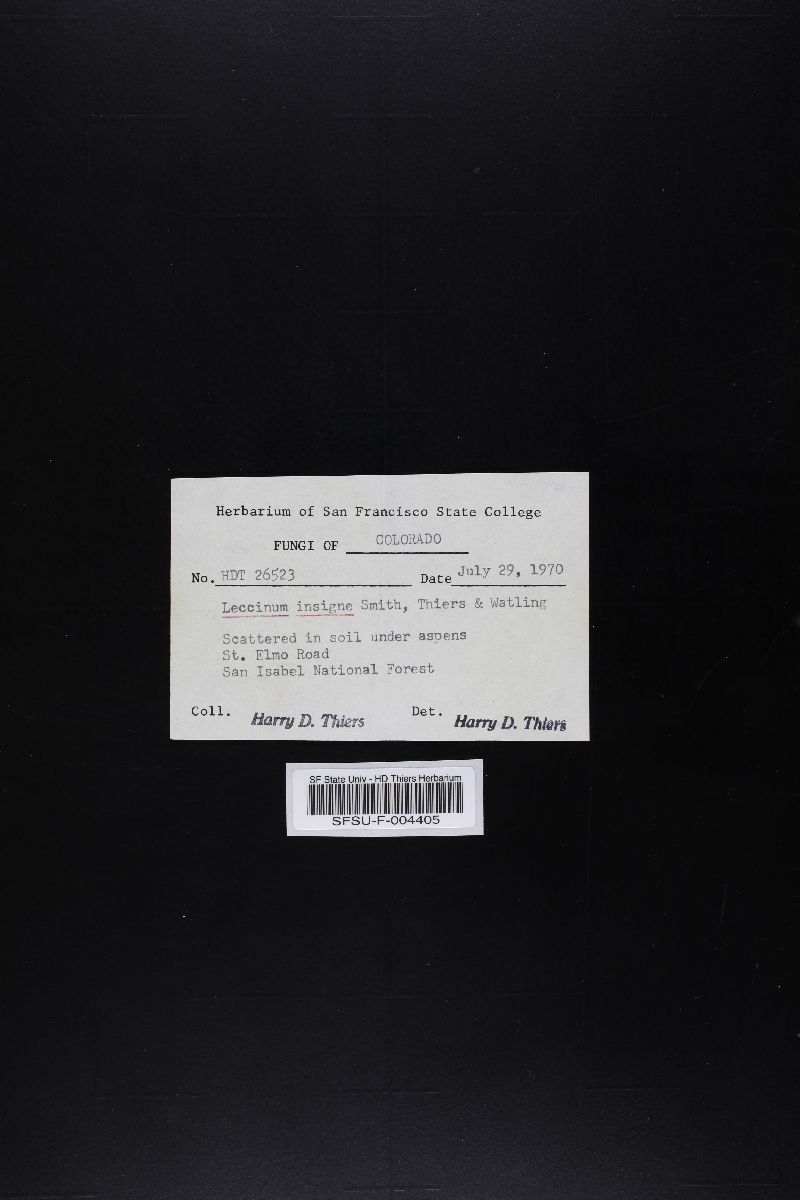 Herbarium of San Francisco State College
FUNGI OF COLORADO
No. HDT 26523 Date July 29, 1970
Leccinum insigne Smith, Thiers & Watling
Scattered in soil under aspens
St. Elmo Road
San Isabel National Forest
Coll. Harry D. Thiers Det. Harry D. Thiers
SF State Univ - HD Thiers Herbarium
SFSU-F-004405